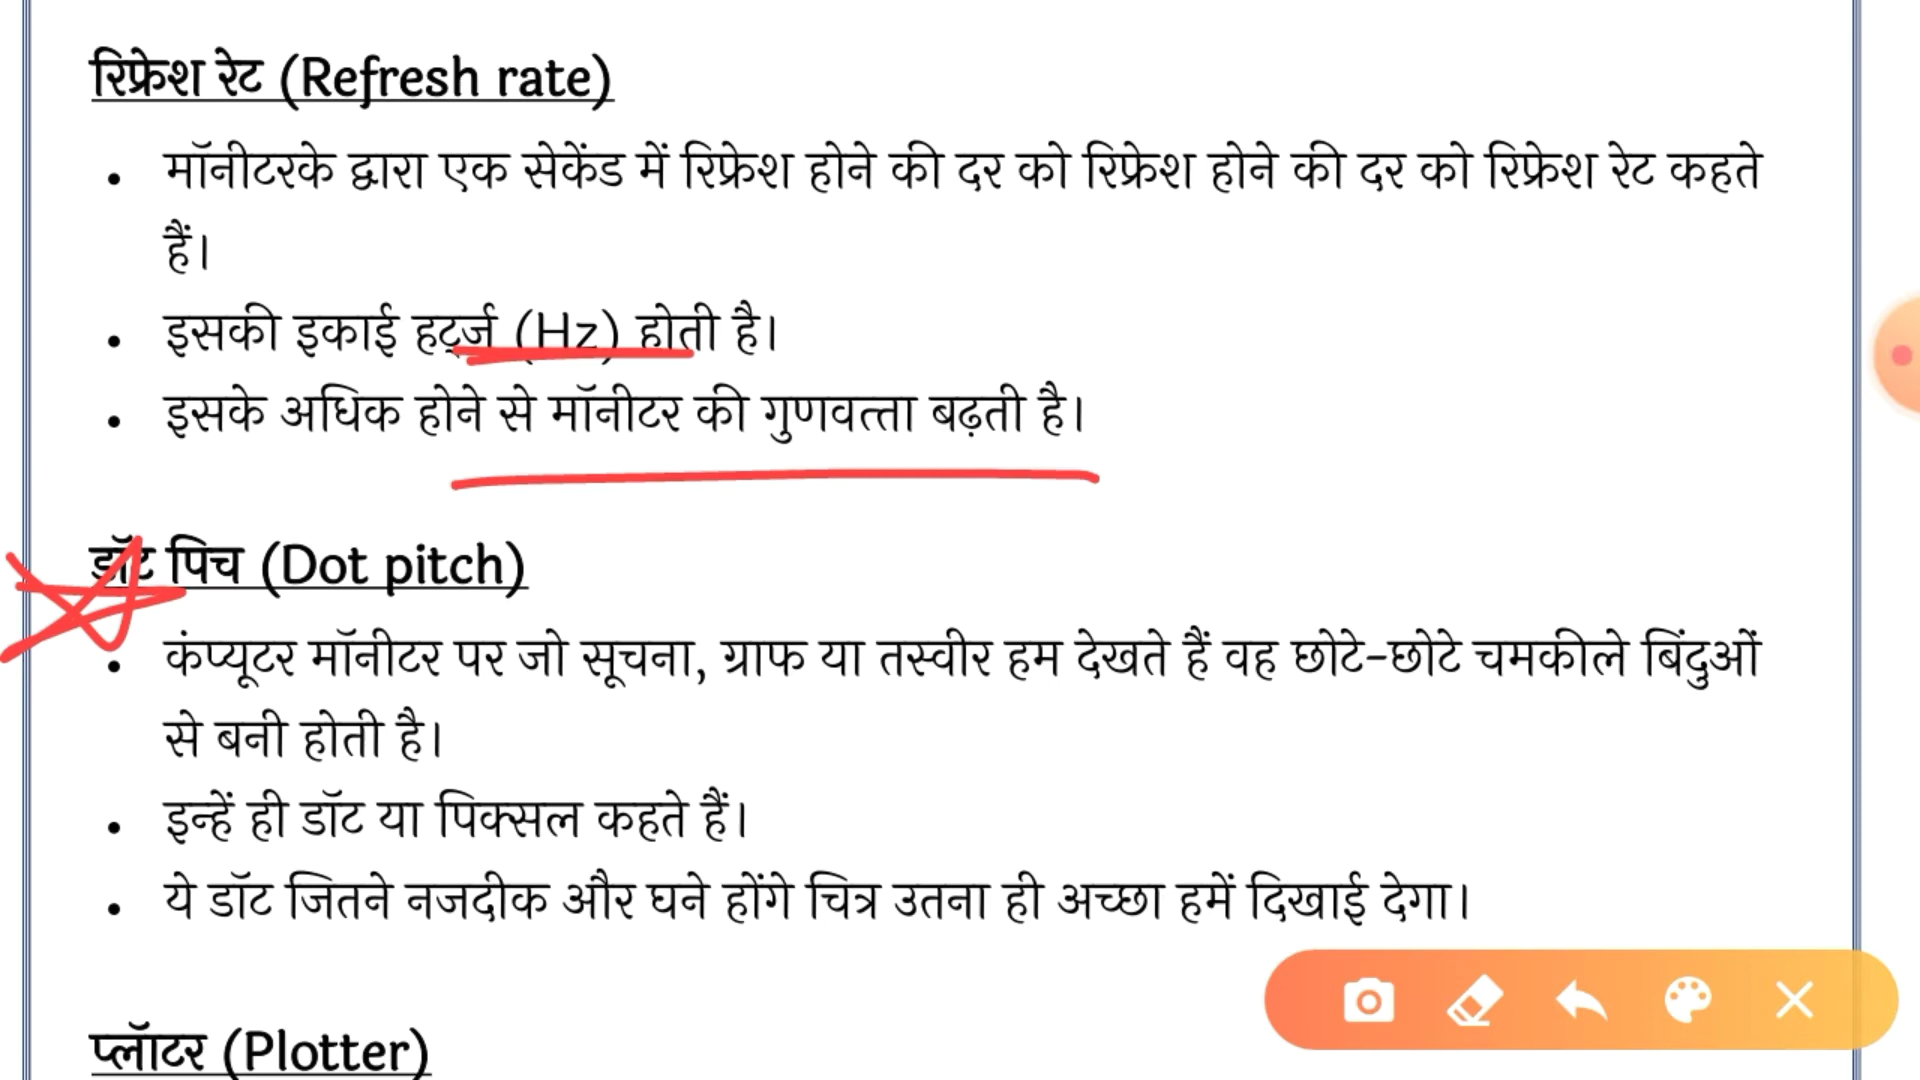 रिफ्रेश रेट (Refresh rate)
• मॉनीटरके द्वारा एक सेकेंड में रिफ्रेश होने की दर को रिफ्रेश होने की दर को रिफ्रेश रेट कहते
हैं।
• इसकी इकाई हर्ट्ज (Hz) होती है।
• इसके अधिक होने से मॉनीटर की गुणवत्ता बढ़ती है।
डॉट पिच (Dot pitch)
• कंप्यूटर मॉनीटर पर जो सूचना, ग्राफ या तस्वीर हम देखते हैं वह छोटे-छोटे चमकीले बिंदुओं
से बनी होती है।
• इन्हें ही डॉट या पिक्सल कहते हैं।
• ये डॉट जितने नजदीक और घने होंगे चित्र उतना ही अच्छा हमें दिखाई देगा।
प्लॉटर (Plotter)